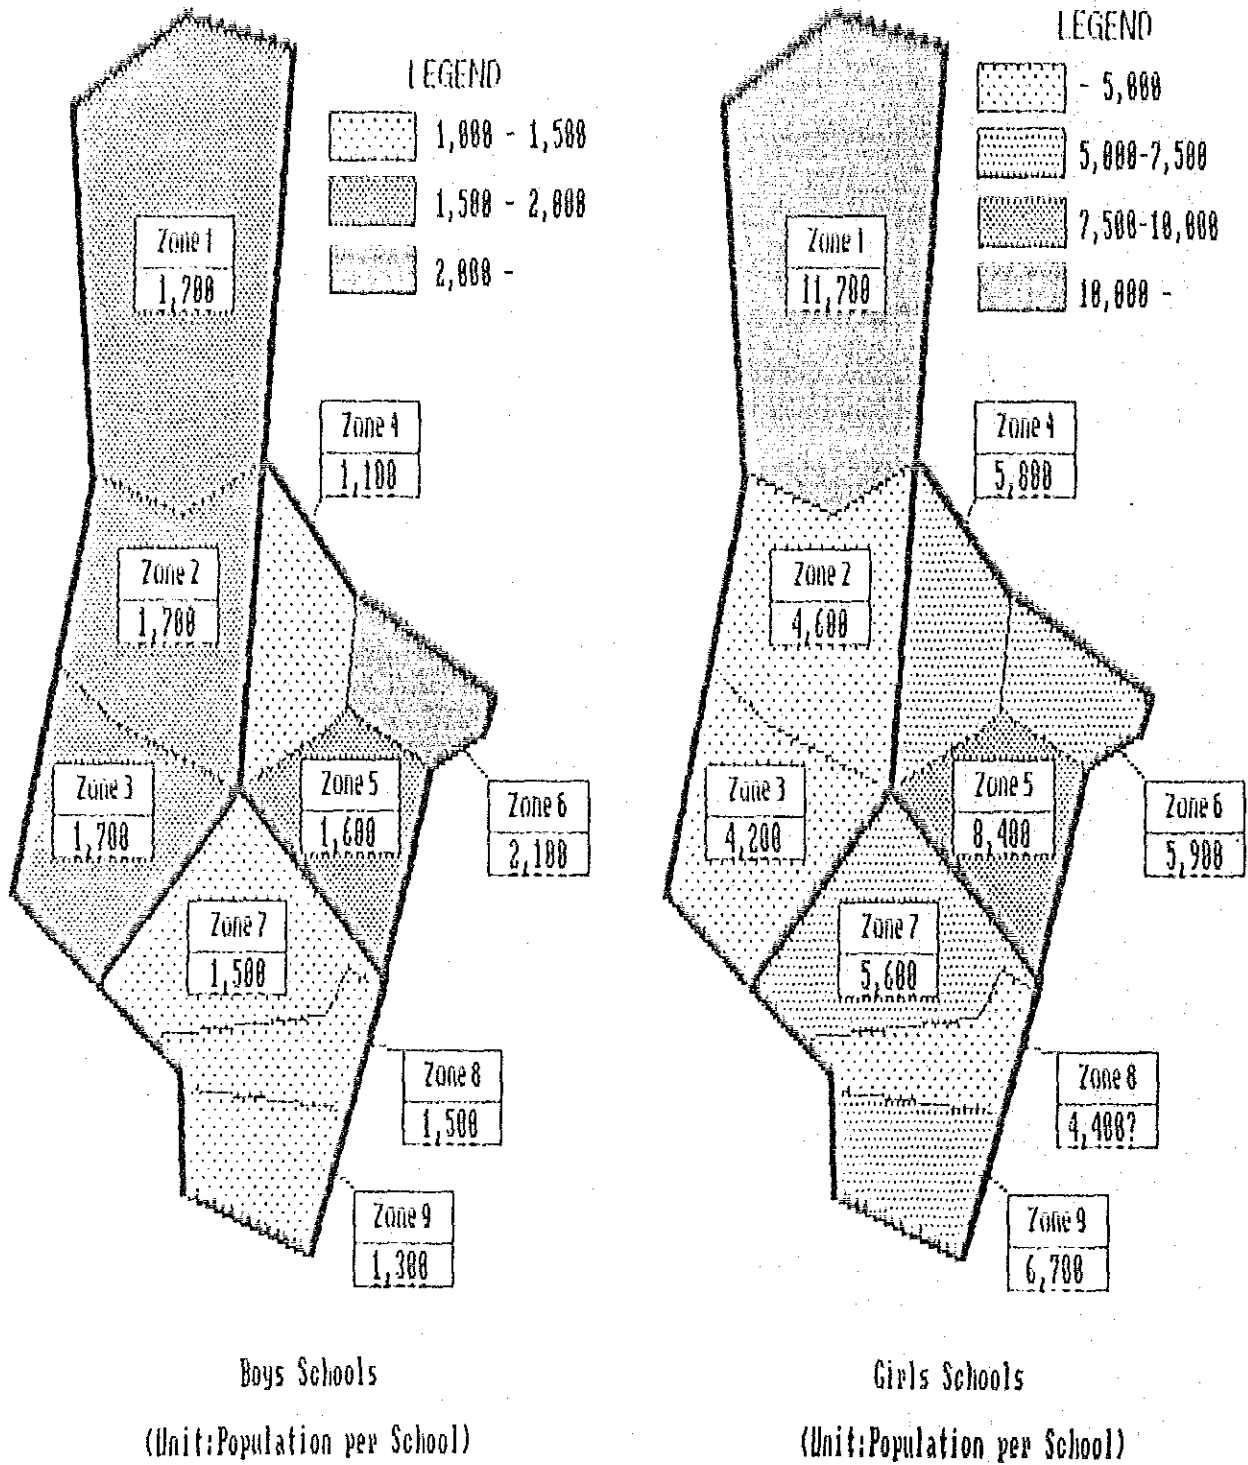 LEGEND
1,000 - 1,500
1,500 - 2,000
2,000 -
Zone 1
1,700
Zone 4
1,100
Zone 2
1,700
Zone 3
1,700
Zone 5
1,600
Zone 6
2,100
Zone 7
1,500
Zone 8
1,500
Zone 9
1,300
Boys Schools
(Unit:Population per School)
LEGEND
- 5,000
5,000-7,500
7,500-10,000
10,000 -
Zone 1
11,700
Zone 4
5,800
Zone 2
4,600
Zone 3
4,200
Zone 5
8,400
Zone 6
5,900
Zone 7
5,600
Zone 8
4,400?
Zone 9
6,700
Girls Schools
(Unit:Population per School)